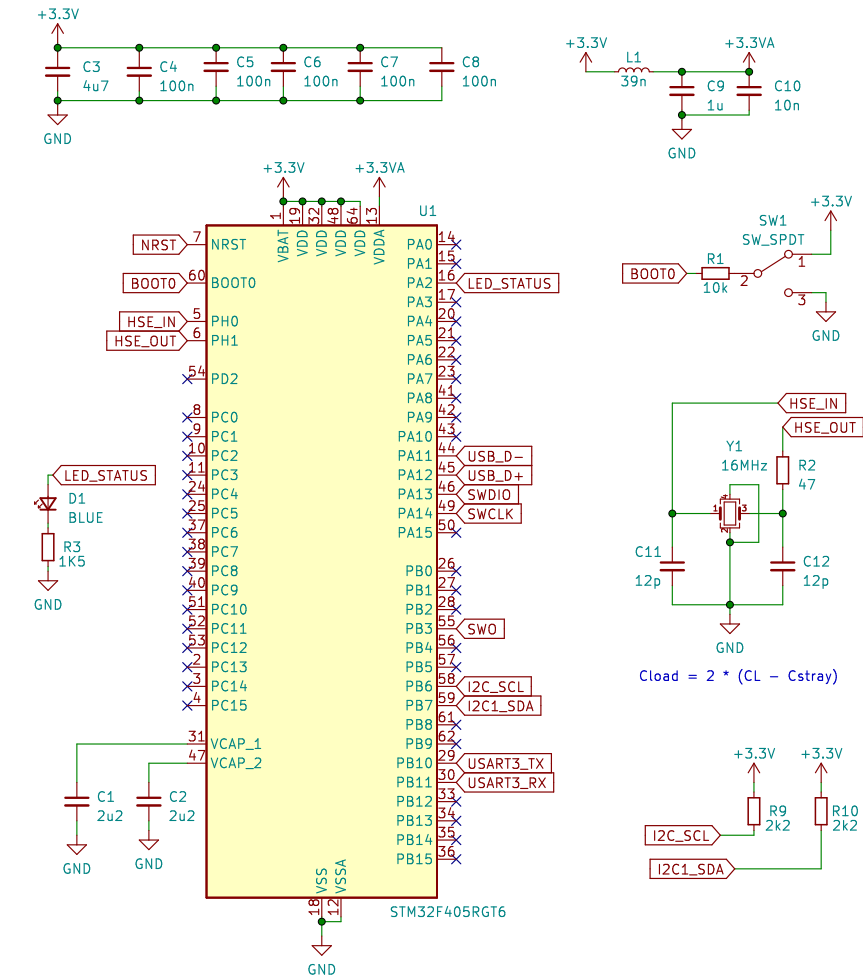 +3.3V
C3
4u7
C4
100n
C5
100n
C6
100n
C7
100n
C8
100n
GND
+3.3V
L1
39n
+3.3VA
C9
1u
C10
10n
GND
+3.3V
+3.3VA
U1
1
19
32
48
64
13
VBAT
VDD
VDD
VDD
VDD
VDDA
NRST
7
NRST
BOOT0
60
BOOT0
HSE_IN
5
PH0
HSE_OUT
6
PH1
54
PD2
8
PC0
9
PC1
10
PC2
11
PC3
24
PC4
25
PC5
37
PC6
38
PC7
39
PC8
40
PC9
51
PC10
52
PC11
53
PC12
2
PC13
3
PC14
4
PC15
31
VCAP_1
47
VCAP_2
PA0
14
PA1
15
PA2
16
LED_STATUS
PA3
17
PA4
20
PA5
21
PA6
22
PA7
23
PA8
41
PA9
42
PA10
43
PA11
44
USB_D-
PA12
45
USB_D+
PA13
46
SWDIO
PA14
49
SWCLK
PA15
50
PB0
26
PB1
27
PB2
28
PB3
55
SWO
PB4
56
PB5
57
PB6
58
I2C_SCL
PB7
59
I2C1_SDA
PB8
61
PB9
62
PB10
29
USART3_TX
PB11
30
USART3_RX
PB12
33
PB13
34
PB14
35
PB15
36
VSS
VSSA
18
12
STM32F405RGT6
GND
LED_STATUS
D1
BLUE
R3
1K5
GND
C1
2u2
GND
C2
2u2
GND
+3.3V
SW1
SW_SPDT
BOOT0
R1
10k
2
1
3
GND
HSE_IN
HSE_OUT
Y1
16MHz
R2
47
1
4
3
2
C11
12p
C12
12p
GND
Cload = 2 * (CL - Cstray)
+3.3V
+3.3V
R9
2k2
R10
2k2
I2C_SCL
I2C1_SDA